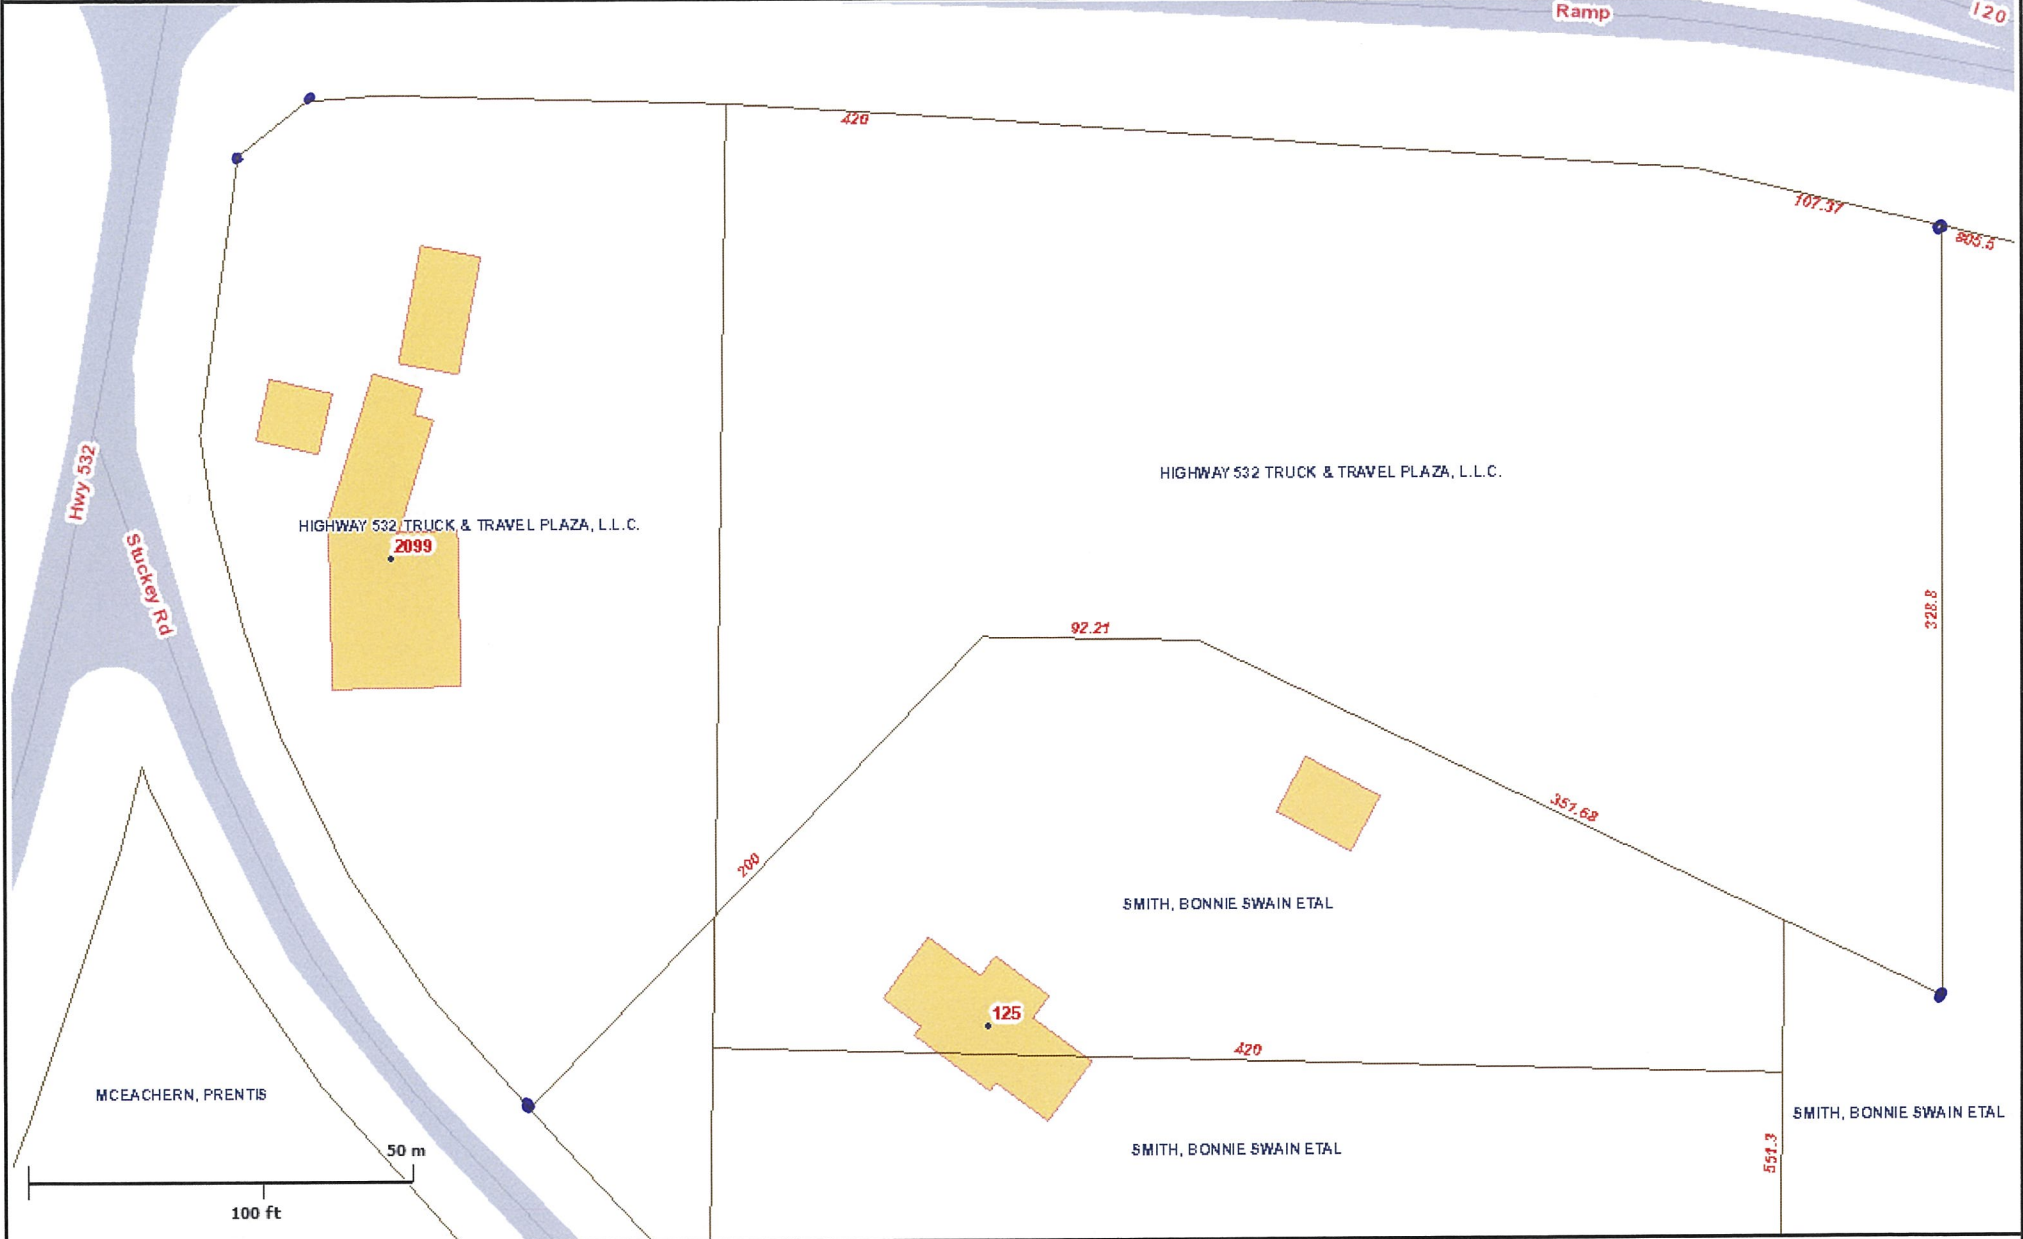 Ramp
I 20
420
107.37
805.5
HIGHWAY 532 TRUCK & TRAVEL PLAZA, L.L.C.
Hwy 532
HIGHWAY 532 TRUCK & TRAVEL PLAZA, L.L.C.
2099
Stuckey Rd
328.8
92.21
351.68
200
SMITH, BONNIE SWAIN ETAL
125
420
MCEACHERN, PRENTIS
SMITH, BONNIE SWAIN ETAL
SMITH, BONNIE SWAIN ETAL
551.3
50 m
100 ft